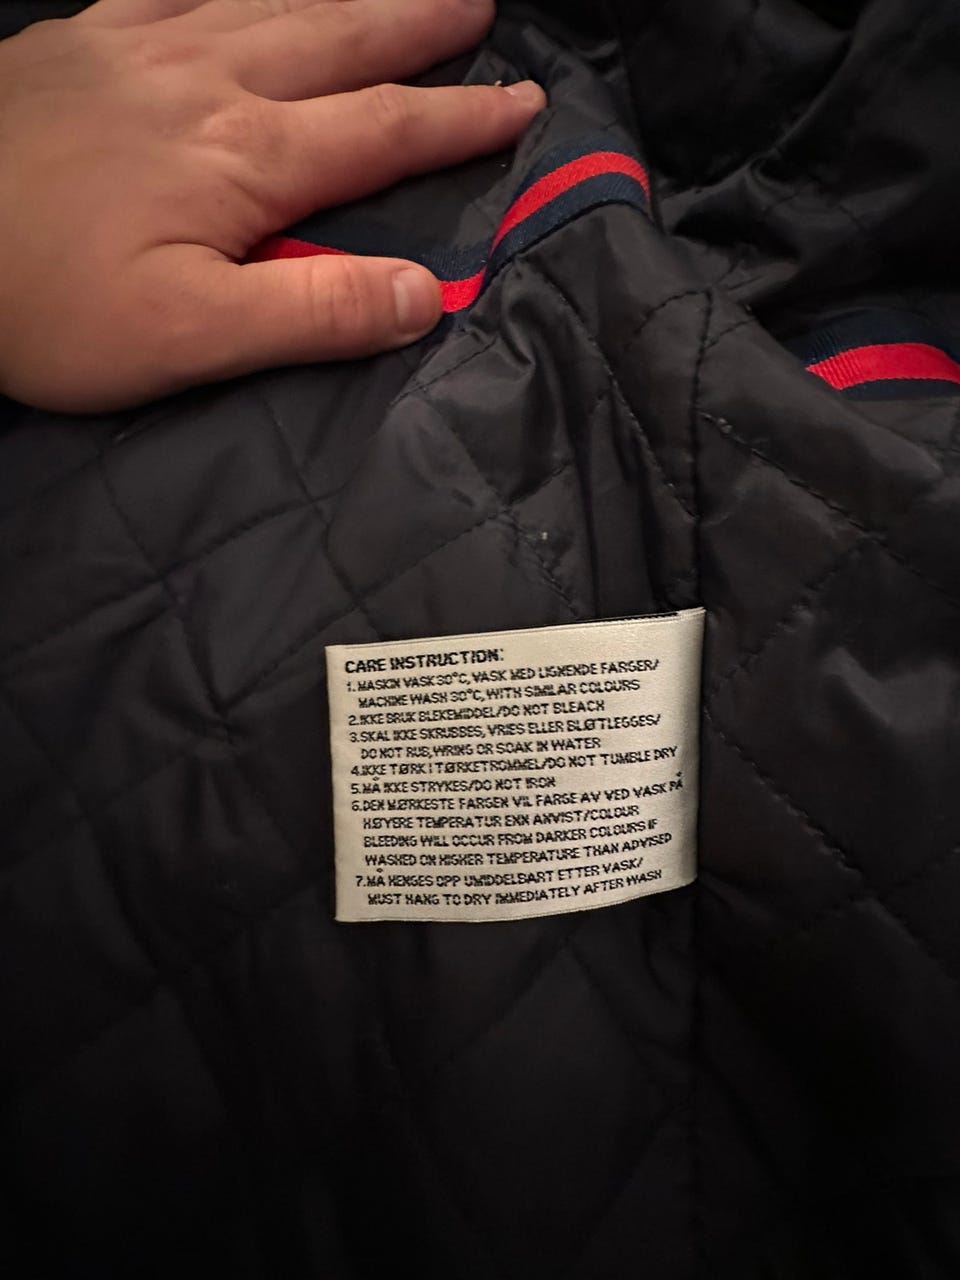 CARE INSTRUCTION:
1. MASKIN VASK 30°C, VASK MED LIGNENDE FARGER/
MACHINE WASH 30°C, WITH SIMILAR COLOURS
2. IKKE BRUK BLEKEMIDDEL/DO NOT BLEACH
3. SKAL IKKE SKRUBBES, VRIES ELLER BLØTLEGGES/
DO NOT RUB, WRING OR SOAK IN WATER
4. IKKE TØRK I TØRKETROMMEL/DO NOT TUMBLE DRY
5. MÅ IKKE STRYKES/DO NOT IRON
6. DEN MØRKESTE FARGEN VIL FARGE AV VED VASK PÅ
HØYERE TEMPERATUR ENN ANVIST/COLOUR
BLEEDING WILL OCCUR FROM DARKER COLOURS IF
WASHED ON HIGHER TEMPERATURE THAN ADVISED
7. MÅ HENGES OPP UMIDDELBART ETTER VASK/
MUST HANG TO DRY IMMEDIATELY AFTER WASH